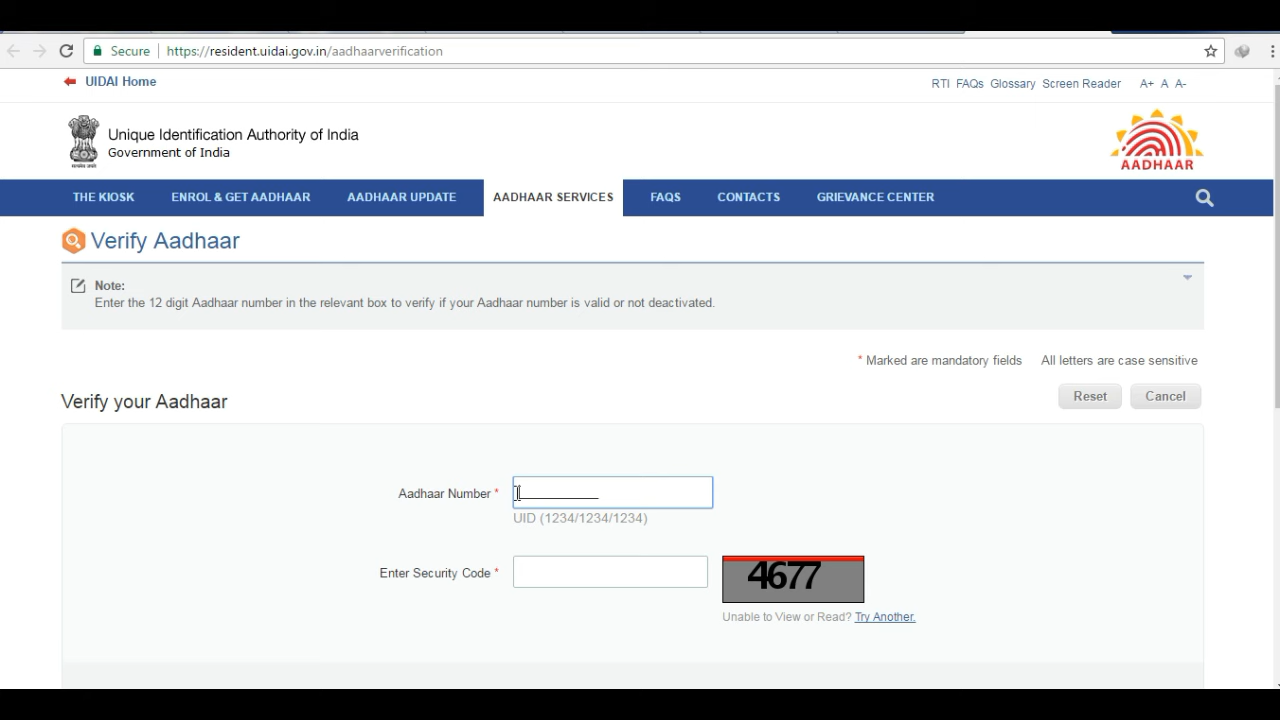 Secure https://resident.uidai.gov.in/aadhaarverification
UIDAI Home
RTI FAQs Glossary Screen Reader A+ A A-
Unique Identification Authority of India
Government of India
AADHAAR
THE KIOSK ENROL & GET AADHAAR AADHAAR UPDATE AADHAAR SERVICES FAQS CONTACTS GRIEVANCE CENTER
Verify Aadhaar
Note:
Enter the 12 digit Aadhaar number in the relevant box to verify if your Aadhaar number is valid or not deactivated.
* Marked are mandatory fields All letters are case sensitive
Verify your Aadhaar
Reset Cancel
Aadhaar Number *
UID (1234/1234/1234)
Enter Security Code *
4677
Unable to View or Read? Try Another.